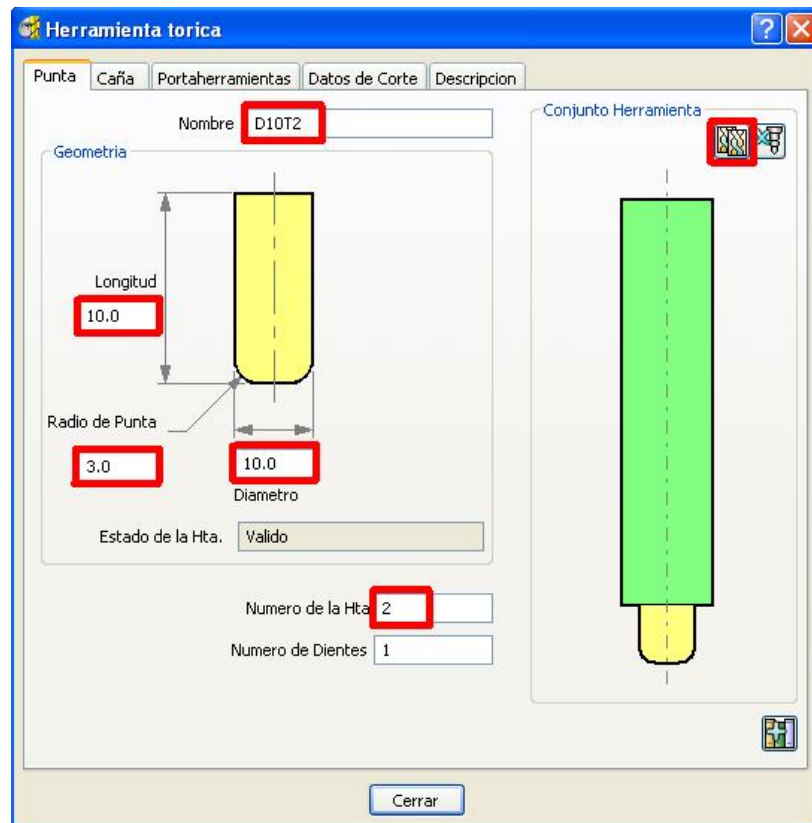 Herramienta torica
Punta Caña Portaherramientas Datos de Corte Descripcion
Nombre D10T2
Conjunto Herramienta
Geometria
Longitud
10.0
Radio de Punta
3.0
10.0
Diametro
Estado de la Hta. Valido
Numero de la Hta 2
Numero de Dientes 1
Cerrar